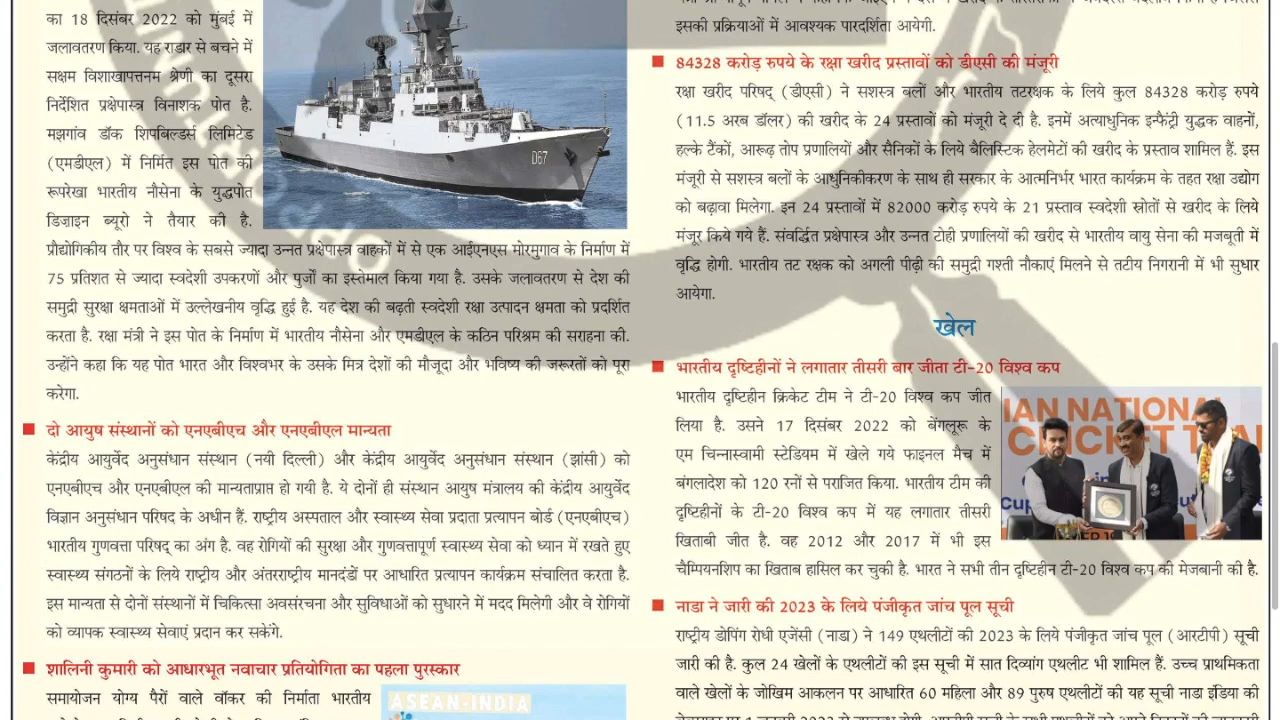 का 18 दिसंबर 2022 को मुंबई में
जलावतरण किया. यह राडार से बचने में
सक्षम विशाखापत्तनम श्रेणी का दूसरा
निर्देशित प्रक्षेपास्त्र विनाशक पोत है.
मझगांव डॉक शिपबिल्डर्स लिमिटेड
(एमडीएल) में निर्मित इस पोत की
रूपरेखा भारतीय नौसेना के युद्धपोत
डिज़ाइन ब्यूरो ने तैयार की है.
D67
प्रौद्योगिकीय तौर पर विश्व के सबसे ज्यादा उन्नत प्रक्षेपास्त्र वाहकों में से एक आईएनएस मोरमुगाव के निर्माण में
75 प्रतिशत से ज्यादा स्वदेशी उपकरणों और पुर्जों का इस्तेमाल किया गया है. उसके जलावतरण से देश की
समुद्री सुरक्षा क्षमताओं में उल्लेखनीय वृद्धि हुई है. यह देश की बढ़ती स्वदेशी रक्षा उत्पादन क्षमता को प्रदर्शित
करता है. रक्षा मंत्री ने इस पोत के निर्माण में भारतीय नौसेना और एमडीएल के कठिन परिश्रम की सराहना की.
उन्होंने कहा कि यह पोत भारत और विश्वभर के उसके मित्र देशों की मौजूदा और भविष्य की जरूरतों को पूरा
करेगा.
दो आयुष संस्थानों को एनएबीएच और एनएबीएल मान्यता
केंद्रीय आयुर्वेद अनुसंधान संस्थान (नयी दिल्ली) और केंद्रीय आयुर्वेद अनुसंधान संस्थान (झांसी) को
एनएबीएच और एनएबीएल की मान्यताप्राप्त हो गयी है. ये दोनों ही संस्थान आयुष मंत्रालय की केंद्रीय आयुर्वेद
विज्ञान अनुसंधान परिषद के अधीन हैं. राष्ट्रीय अस्पताल और स्वास्थ्य सेवा प्रदाता प्रत्यापन बोर्ड (एनएबीएच)
भारतीय गुणवत्ता परिषद् का अंग है. वह रोगियों की सुरक्षा और गुणवत्तापूर्ण स्वास्थ्य सेवा को ध्यान में रखते हुए
स्वास्थ्य संगठनों के लिये राष्ट्रीय और अंतरराष्ट्रीय मानदंडों पर आधारित प्रत्यापन कार्यक्रम संचालित करता है.
इस मान्यता से दोनों संस्थानों में चिकित्सा अवसंरचना और सुविधाओं को सुधारने में मदद मिलेगी और वे रोगियों
को व्यापक स्वास्थ्य सेवाएं प्रदान कर सकेंगे.
शालिनी कुमारी को आधारभूत नवाचार प्रतियोगिता का पहला पुरस्कार
समायोजन योग्य पैरों वाले वॉकर की निर्माता भारतीय
ASEAN-INDIA
इसकी प्रक्रियाओं में आवश्यक पारदर्शिता आयेगी.
84328 करोड़ रुपये के रक्षा खरीद प्रस्तावों को डीएसी की मंजूरी
रक्षा खरीद परिषद् (डीएसी) ने सशस्त्र बलों और भारतीय तटरक्षक के लिये कुल 84328 करोड़ रुपये
(11.5 अरब डॉलर) की खरीद के 24 प्रस्तावों को मंजूरी दे दी है. इनमें अत्याधुनिक इन्फैंट्री युद्धक वाहनों,
हल्के टैंकों, आरूढ़ तोप प्रणालियों और सैनिकों के लिये बैलिस्टिक हेलमेटों की खरीद के प्रस्ताव शामिल हैं. इस
मंजूरी से सशस्त्र बलों के आधुनिकीकरण के साथ ही सरकार के आत्मनिर्भर भारत कार्यक्रम के तहत रक्षा उद्योग
को बढ़ावा मिलेगा. इन 24 प्रस्तावों में 82000 करोड़ रुपये के 21 प्रस्ताव स्वदेशी स्रोतों से खरीद के लिये
मंजूर किये गये हैं. संवर्द्धित प्रक्षेपास्त्र और उन्नत टोही प्रणालियों की खरीद से भारतीय वायु सेना की मजबूती में
वृद्धि होगी. भारतीय तट रक्षक को अगली पीढ़ी की समुद्री गश्ती नौकाएं मिलने से तटीय निगरानी में भी सुधार
आयेगा.
खेल
भारतीय दृष्टिहीनों ने लगातार तीसरी बार जीता टी-20 विश्व कप
भारतीय दृष्टिहीन क्रिकेट टीम ने टी-20 विश्व कप जीत
लिया है. उसने 17 दिसंबर 2022 को बेंगलूरू के
एम चिन्नास्वामी स्टेडियम में खेले गये फाइनल मैच में
बंगलादेश को 120 रनों से पराजित किया. भारतीय टीम की
दृष्टिहीनों के टी-20 विश्व कप में यह लगातार तीसरी
खिताबी जीत है. वह 2012 और 2017 में भी इस
IAN NATIONAL
CRICKET
चैम्पियनशिप का खिताब हासिल कर चुकी है. भारत ने सभी तीन दृष्टिहीन टी-20 विश्व कप की मेजबानी की है.
नाडा ने जारी की 2023 के लिये पंजीकृत जांच पूल सूची
राष्ट्रीय डोपिंग रोधी एजेंसी (नाडा) ने 149 एथलीटों की 2023 के लिये पंजीकृत जांच पूल (आरटीपी) सूची
जारी की है. कुल 24 खेलों के एथलीटों की इस सूची में सात दिव्यांग एथलीट भी शामिल हैं. उच्च प्राथमिकता
वाले खेलों के जोखिम आकलन पर आधारित 60 महिला और 89 पुरुष एथलीटों की यह सूची नाडा इंडिया की